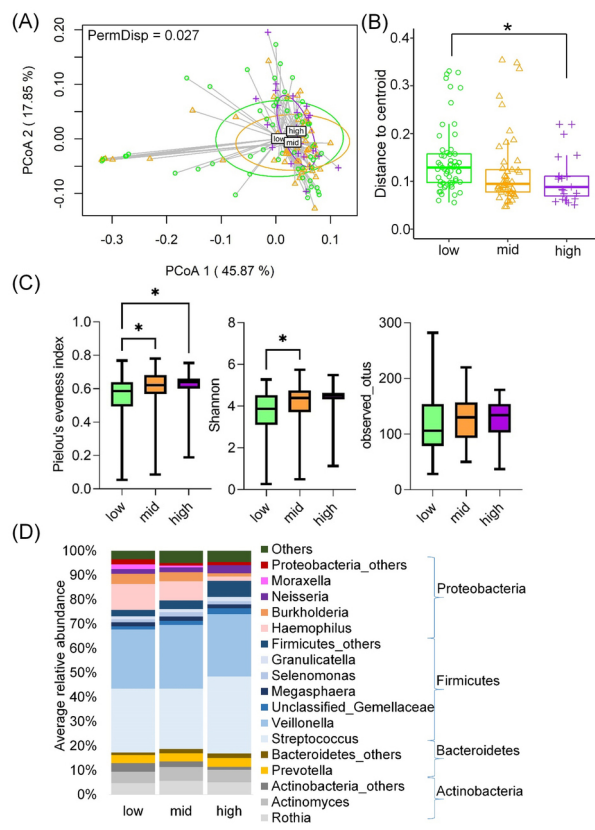 (A)
PermDisp = 0.027
PCoA 2 ( 17.85 %)
0.20
0.10
0.00
-0.10
low
high
mid
-0.3
-0.2
-0.1
0.0
0.1
PCoA 1 ( 45.87 %)
(B)
*
Distance to centroid
0.4
0.3
0.2
0.1
0.0
low
mid
high
(C)
Pielou's eveness index
1.0
0.8
0.6
0.4
0.2
0.0
*
*
low
mid
high
Shannon
8
6
4
2
0
*
low
mid
high
observed_otus
300
200
100
0
low
mid
high
(D)
Average relative abundance
100%
90%
80%
70%
60%
50%
40%
30%
20%
10%
0%
low
mid
high
Others
Proteobacteria_others
Moraxella
Neisseria
Burkholderia
Haemophilus
Firmicutes_others
Granulicatella
Selenomonas
Megasphaera
Unclassified_Gemellaceae
Veillonella
Streptococcus
Bacteroidetes_others
Prevotella
Actinobacteria_others
Actinomyces
Rothia
Proteobacteria
Firmicutes
Bacteroidetes
Actinobacteria